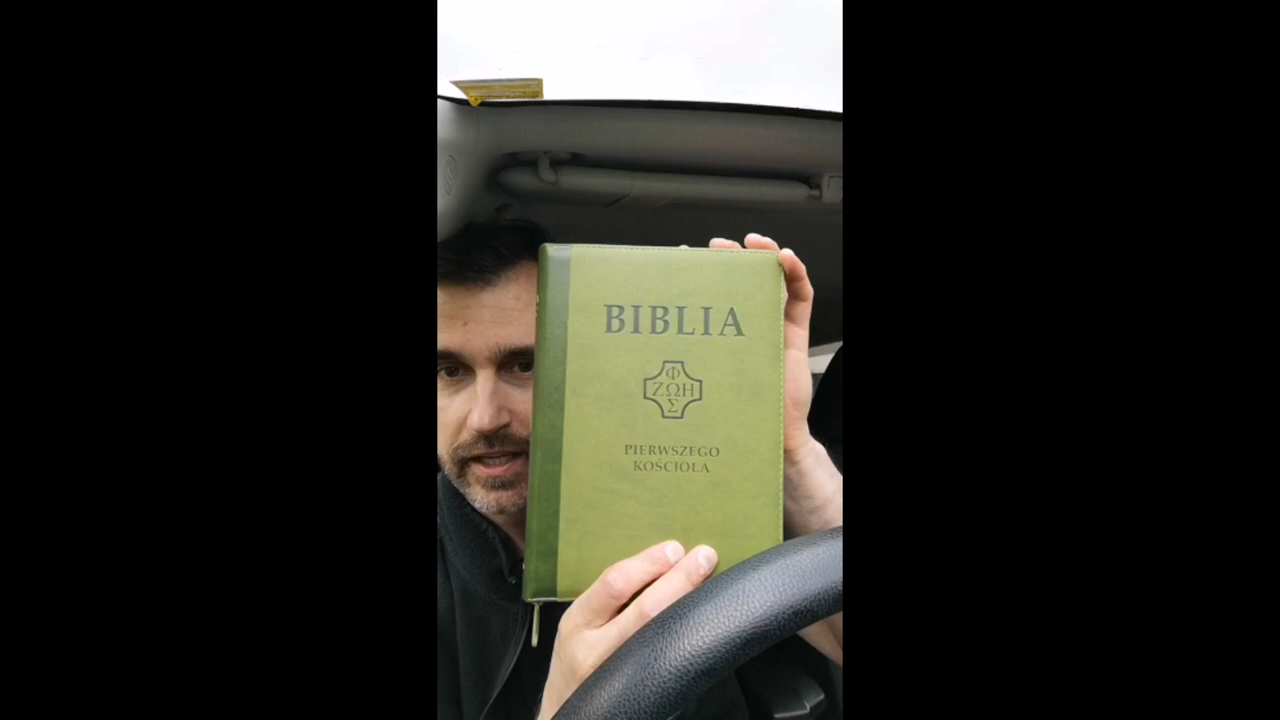 BIBLIA
Φ
ΖΩΗ
Σ
PIERWSZEGO
KOŚCIOŁA